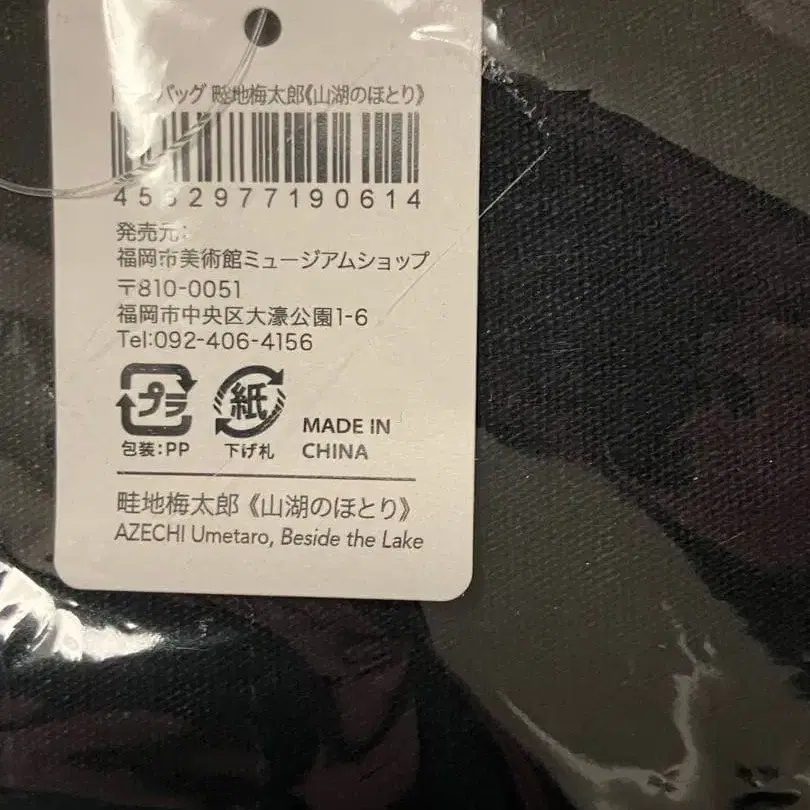 バッグ 畦地梅太郎《山湖のほとり》
4582977190614
発売元：
福岡市美術館ミュージアムショップ
〒810-0051
福岡市中央区大濠公園1-6
Tel:092-406-4156
プラ 紙
包装：PP 下げ札
MADE IN
CHINA
畦地梅太郎《山湖のほとり》
AZECHI Umetaro, Beside the Lake